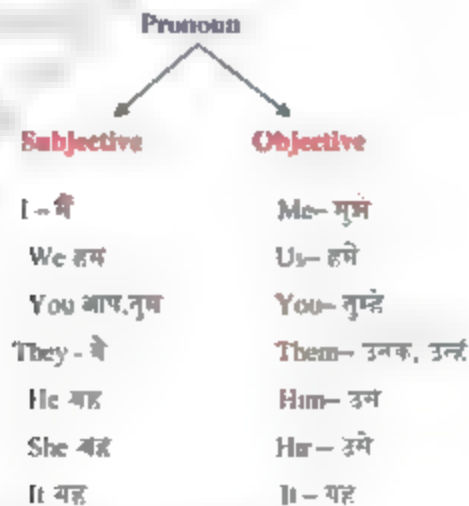 Pronoun
Subjective Objective
I – मैं Me– मुझे
We हम Us– हमे
You आप,तुम You– तुम्हे
They - वे Them– उनके, उन्हे
He वह Him– उसे
She वह Her – उसे
It यह It – यह